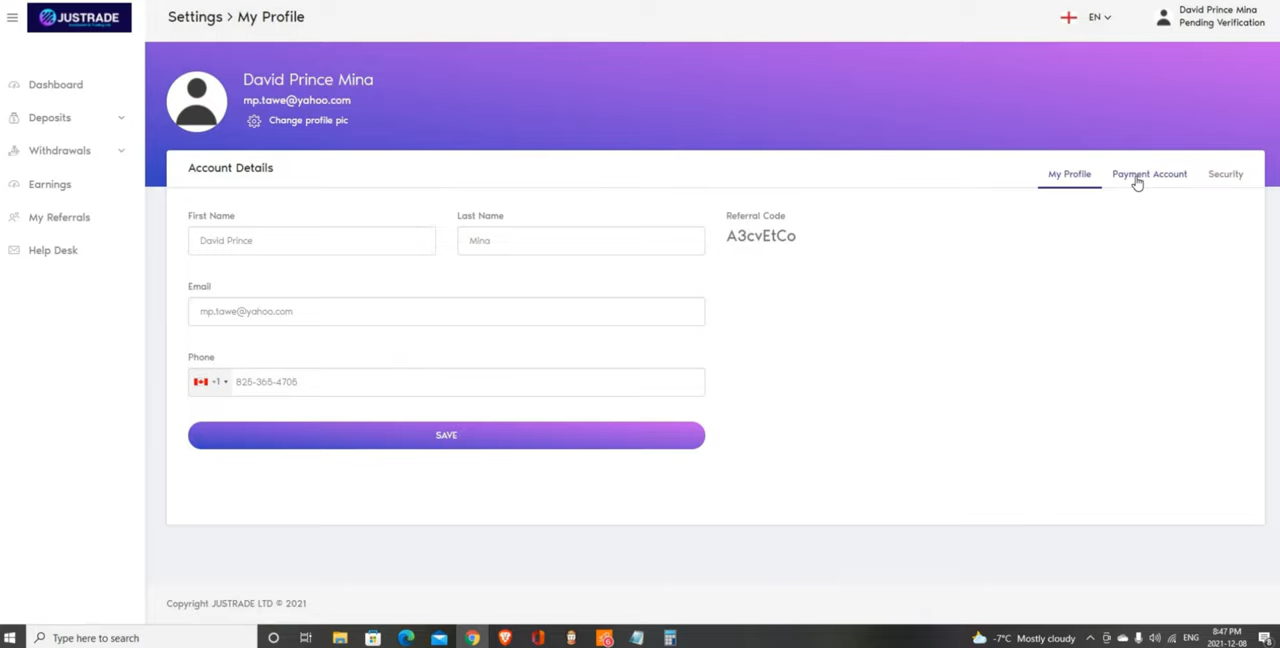 JUSTRADE
Settings > My Profile
EN
David Prince Mina
Pending Verification
Dashboard
Deposits
Withdrawals
Earnings
My Referrals
Help Desk
David Prince Mina
mp.tawe@yahoo.com
Change profile pic
Account Details
My Profile
Payment Account
Security
First Name
Last Name
Referral Code
David Prince
Mina
A3cvEtCo
Email
mp.tawe@yahoo.com
Phone
+1
825-365-4705
SAVE
Copyright JUSTRADE LTD © 2021
Type here to search
6
-7°C Mostly cloudy
ENG
8:47 PM
2021-12-08